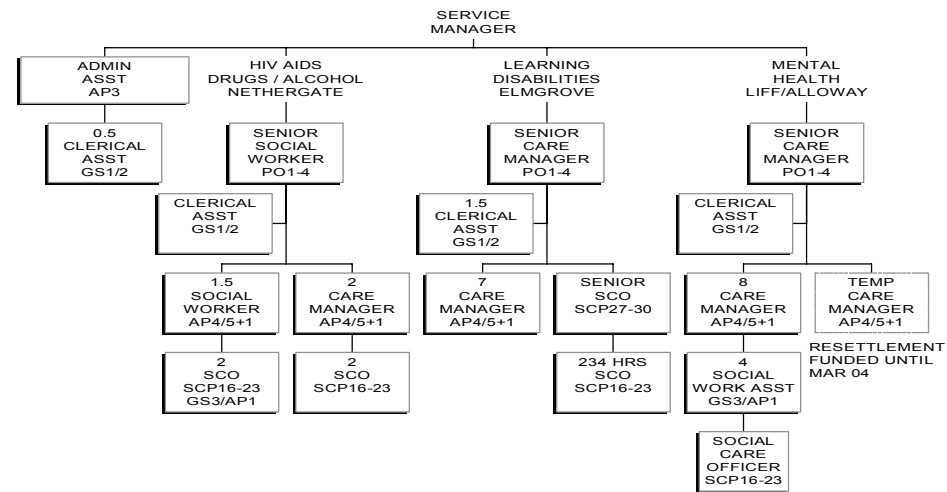 SERVICE
MANAGER
ADMIN
ASST
AP3
HIV AIDS
DRUGS / ALCOHOL
NETHERGATE
LEARNING
DISABILITIES
ELMGROVE
MENTAL
HEALTH
LIFF/ALLOWAY
0.5
CLERICAL
ASST
GS1/2
SENIOR
SOCIAL
WORKER
PO1-4
SENIOR
CARE
MANAGER
PO1-4
SENIOR
CARE
MANAGER
PO1-4
CLERICAL
ASST
GS1/2
1.5
CLERICAL
ASST
GS1/2
CLERICAL
ASST
GS1/2
1.5
SOCIAL
WORKER
AP4/5+1
2
CARE
MANAGER
AP4/5+1
7
CARE
MANAGER
AP4/5+1
SENIOR
SCO
SCP27-30
8
CARE
MANAGER
AP4/5+1
TEMP
CARE
MANAGER
AP4/5+1
RESETTLEMENT
FUNDED UNTIL
MAR 04
2
SCO
SCP16-23
GS3/AP1
2
SCO
SCP16-23
234 HRS
SCO
SCP16-23
4
SOCIAL
WORK ASST
GS3/AP1
SOCIAL
CARE
OFFICER
SCP16-23